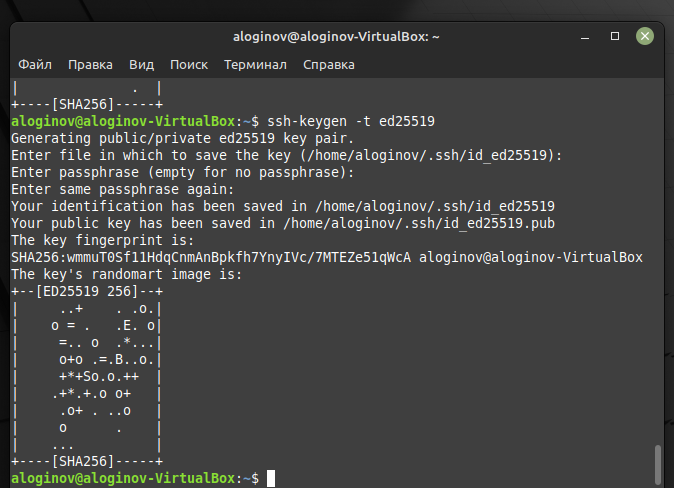 aloginov@aloginov-VirtualBox: ~
Файл Правка Вид Поиск Терминал Справка
|              .  |
+----[SHA256]-----+
aloginov@aloginov-VirtualBox:~$ ssh-keygen -t ed25519
Generating public/private ed25519 key pair.
Enter file in which to save the key (/home/aloginov/.ssh/id_ed25519):
Enter passphrase (empty for no passphrase):
Enter same passphrase again:
Your identification has been saved in /home/aloginov/.ssh/id_ed25519
Your public key has been saved in /home/aloginov/.ssh/id_ed25519.pub
The key fingerprint is:
SHA256:wmmuT0Sf11HdqCnmAnBpkfh7YnyIVc/7MTEZe51qWcA aloginov@aloginov-VirtualBox
The key's randomart image is:
+--[ED25519 256]--+
|     ..+    . .o.|
|    o = .   .E. o|
|     =.. o  .*...|
|     o+o .=.B..o.|
|     +*+So.o.++  |
|    .+*.+.o o+   |
|     .o+ . ..o   |
|     o      .    |
|    ...          |
+----[SHA256]-----+
aloginov@aloginov-VirtualBox:~$